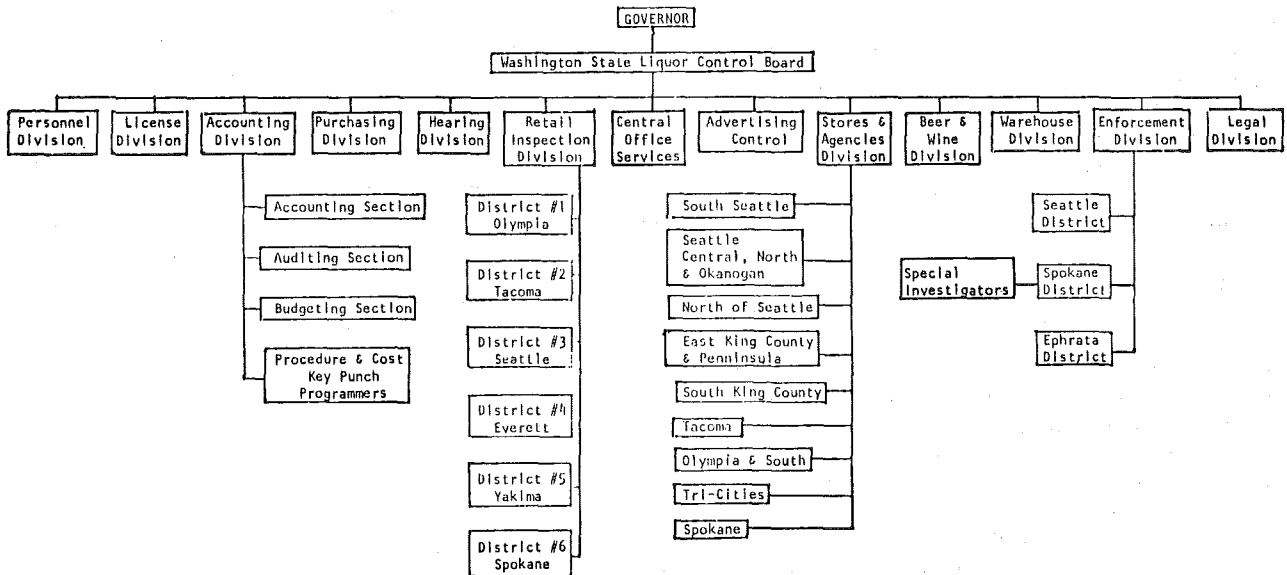 GOVERNOR
Washington State Liquor Control Board
Personnel
Division
License
Division
Accounting
Division
Purchasing
Division
Hearing
Division
Retail
Inspection
Division
Central
Office
Services
Advertising
Control
Stores &
Agencies
Division
Beer &
Wine
Division
Warehouse
Division
Enforcement
Division
Legal
Division
Accounting Section
Auditing Section
Budgeting Section
Procedure & Cost
Key Punch
Programmers
District #1
Olympia
District #2
Tacoma
District #3
Seattle
District #4
Everett
District #5
Yakima
District #6
Spokane
South Seattle
Seattle
Central, North
& Okanogan
North of Seattle
East King County
& Penninsula
South King County
Tacoma
Olympia & South
Tri-Cities
Spokane
Seattle
District
Special
Investigators
Spokane
District
Ephrata
District